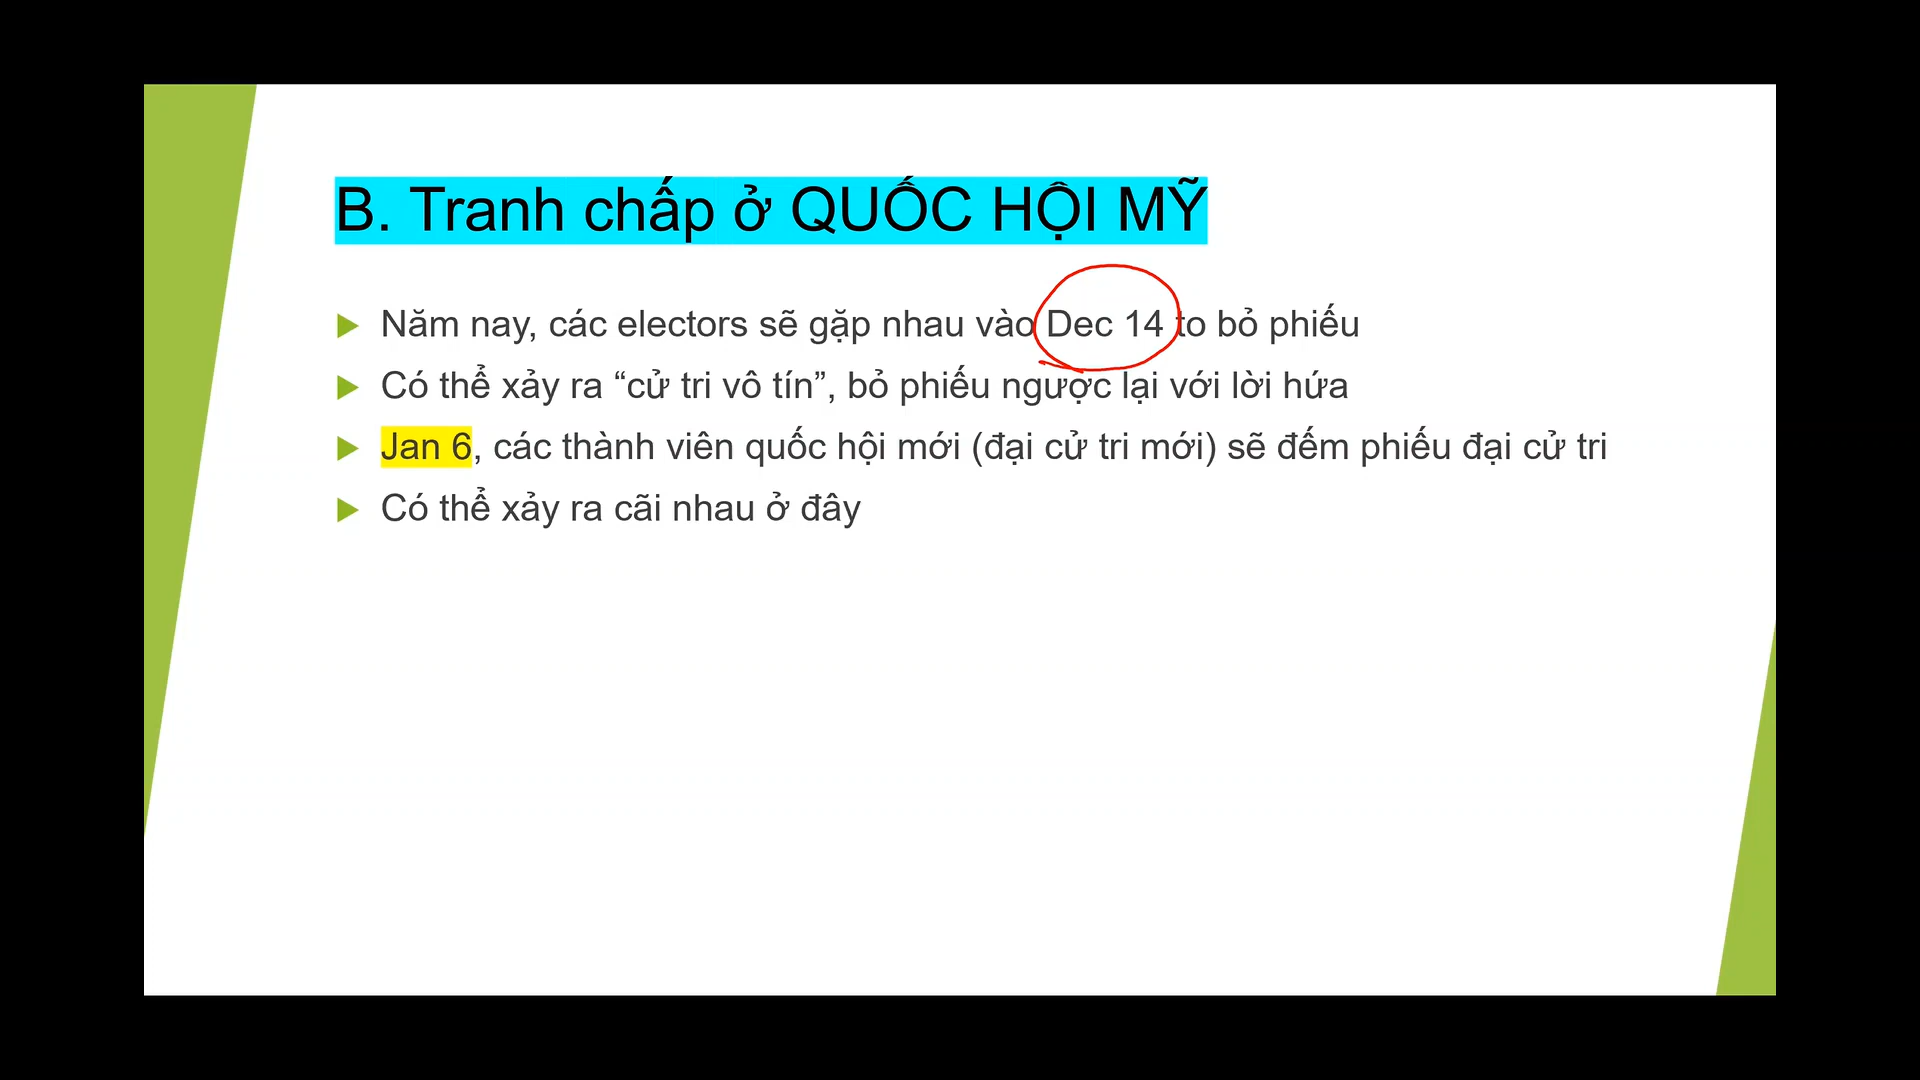 B. Tranh chấp ở QUỐC HỘI MỸ
Năm nay, các electors sẽ gặp nhau vào Dec 14 to bỏ phiếu
Có thể xảy ra “cử tri vô tín”, bỏ phiếu ngược lại với lời hứa
Jan 6, các thành viên quốc hội mới (đại cử tri mới) sẽ đếm phiếu đại cử tri
Có thể xảy ra cãi nhau ở đây